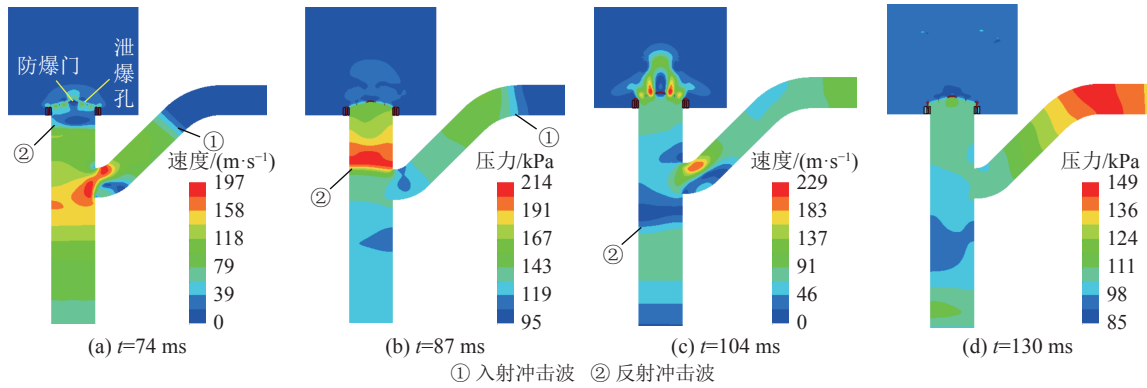 防爆门
泄爆孔
①
②
速度/(m·s⁻¹)
197
158
118
79
39
0
(a) t=74 ms
①
②
压力/kPa
214
191
167
143
119
95
(b) t=87 ms
②
速度/(m·s⁻¹)
229
183
137
91
46
0
(c) t=104 ms
压力/kPa
149
136
124
111
98
85
(d) t=130 ms
① 入射冲击波 ② 反射冲击波